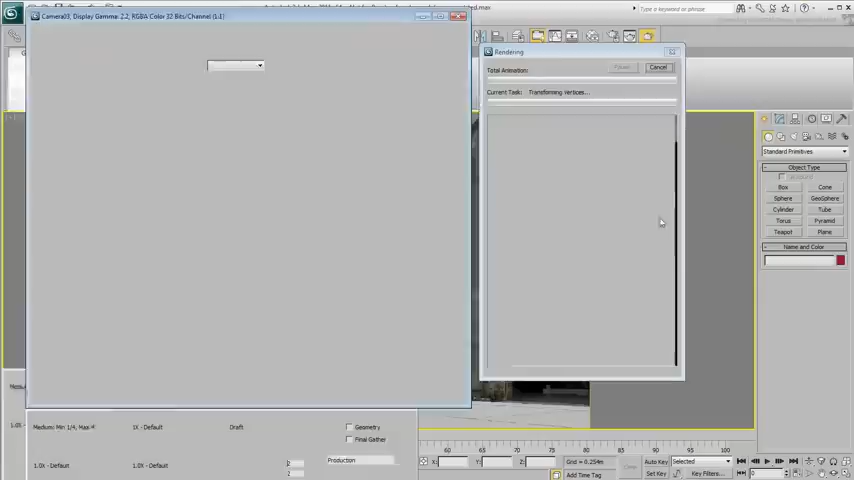 Camera03, Display Gamma: 2.2, RGBA Color 32 Bits/Channel (1:1)
Type a keyword or phrase
Rendering
Total Animation:
Pause
Cancel
Current Task: Transforming Vertices...
Standard Primitives
Object Type
Box Cone
Sphere GeoSphere
Cylinder Tube
Torus Pyramid
Teapot Plane
Name and Color
Medium: Min 1/4, Max 4
1X - Default
Draft
Geometry
Final Gather
1.0X - Default
1.0X - Default
2
2
Production
60 65 70 75 80 85 90 95 100
X: Y: Z:
Grid = 0.254m
Add Time Tag
Auto Key
Selected
Set Key
Key Filters...
0